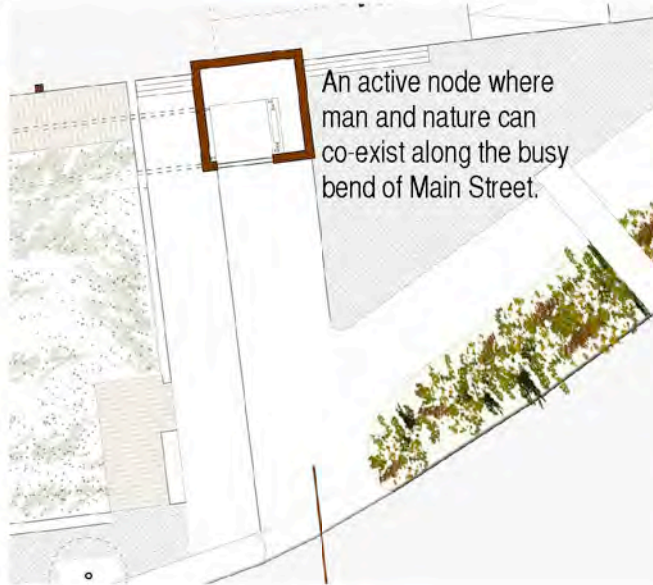 An active node where
man and nature can
co-exist along the busy
bend of Main Street.